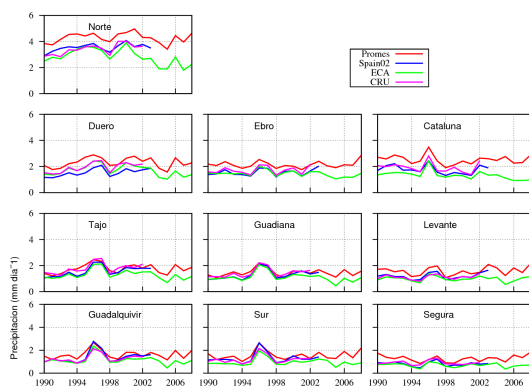 6
Norte
4
2
0
Promes
Spain02
ECA
CRU
6
Duero
Ebro
Cataluna
4
2
0
6
Tajo
Guadiana
Levante
4
2
0
Precipitacion (mm dia⁻¹)
6
Guadalquivir
Sur
Segura
4
2
0
1990 1994 1998 2002 2006
1990 1994 1998 2002 2006
1990 1994 1998 2002 2006